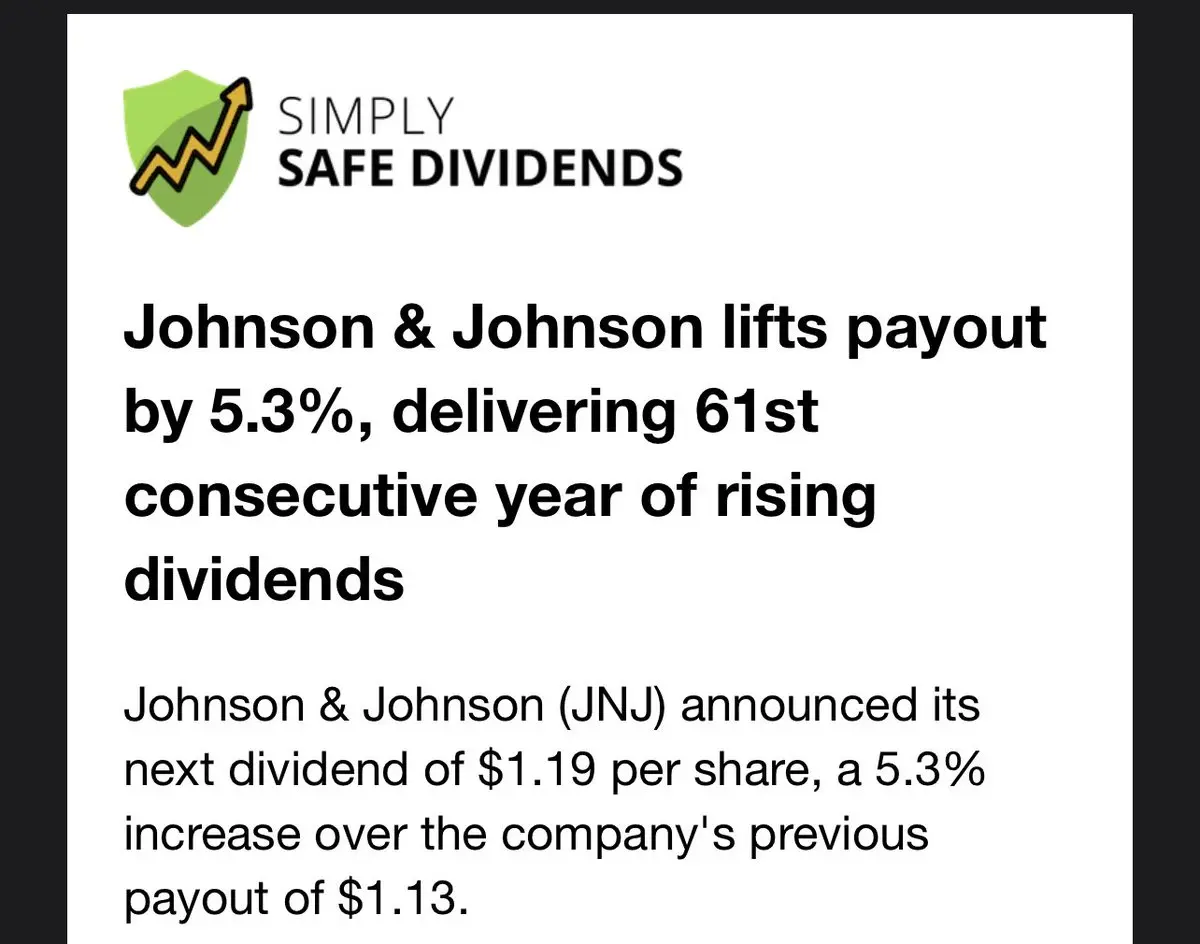 SIMPLY
SAFE DIVIDENDS
Johnson & Johnson lifts payout
by 5.3%, delivering 61st
consecutive year of rising
dividends
Johnson & Johnson (JNJ) announced its
next dividend of $1.19 per share, a 5.3%
increase over the company's previous
payout of $1.13.